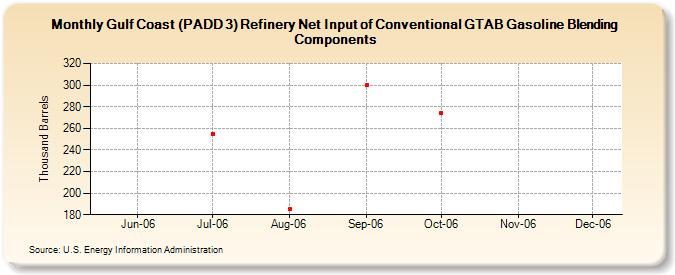 Monthly Gulf Coast (PADD 3) Refinery Net Input of Conventional GTAB Gasoline Blending
Components
Thousand Barrels
320
300
280
260
240
220
200
180
Jun-06 Jul-06 Aug-06 Sep-06 Oct-06 Nov-06 Dec-06
Source: U.S. Energy Information Administration